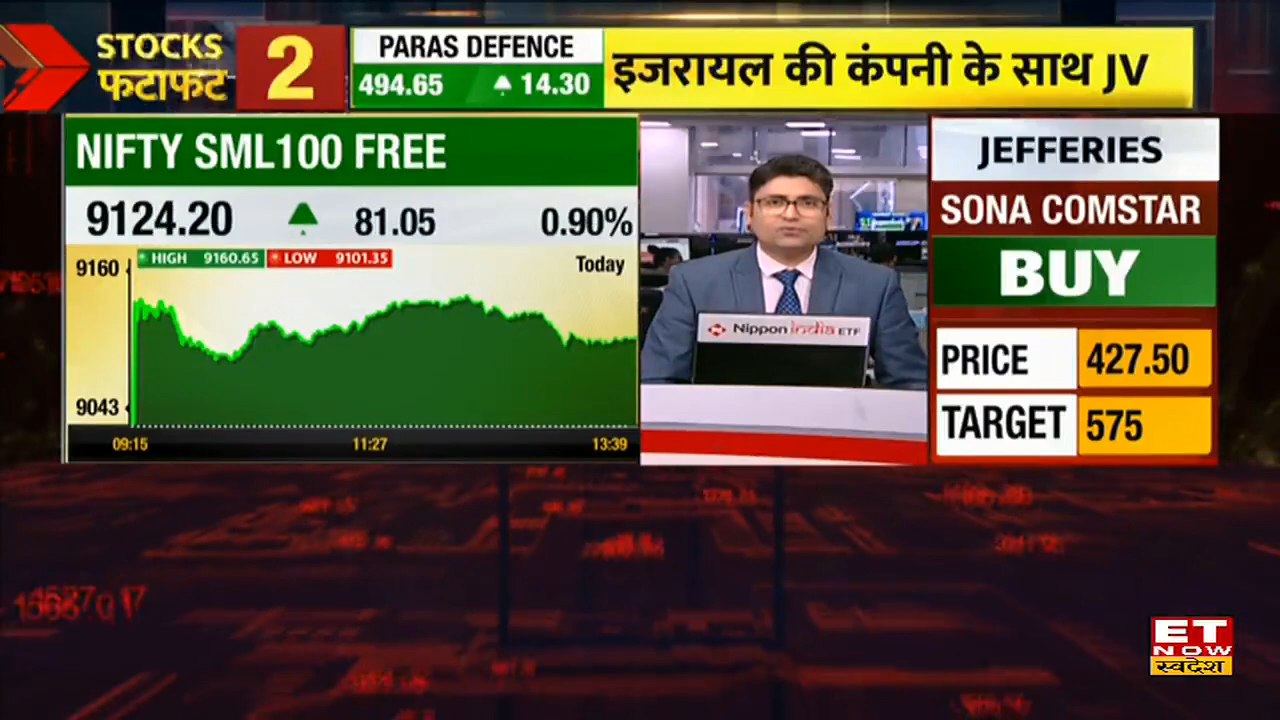 STOCKS
फटाफट
2
PARAS DEFENCE
494.65 14.30
इजरायल की कंपनी के साथ JV
NIFTY SML100 FREE
9124.20 81.05 0.90%
HIGH 9160.65 LOW 9101.35
Today
9160
9043
09:15 11:27 13:39
Nippon india ETF
JEFFERIES
SONA COMSTAR
BUY
PRICE 427.50
TARGET 575
ET
NOW
स्वदेश